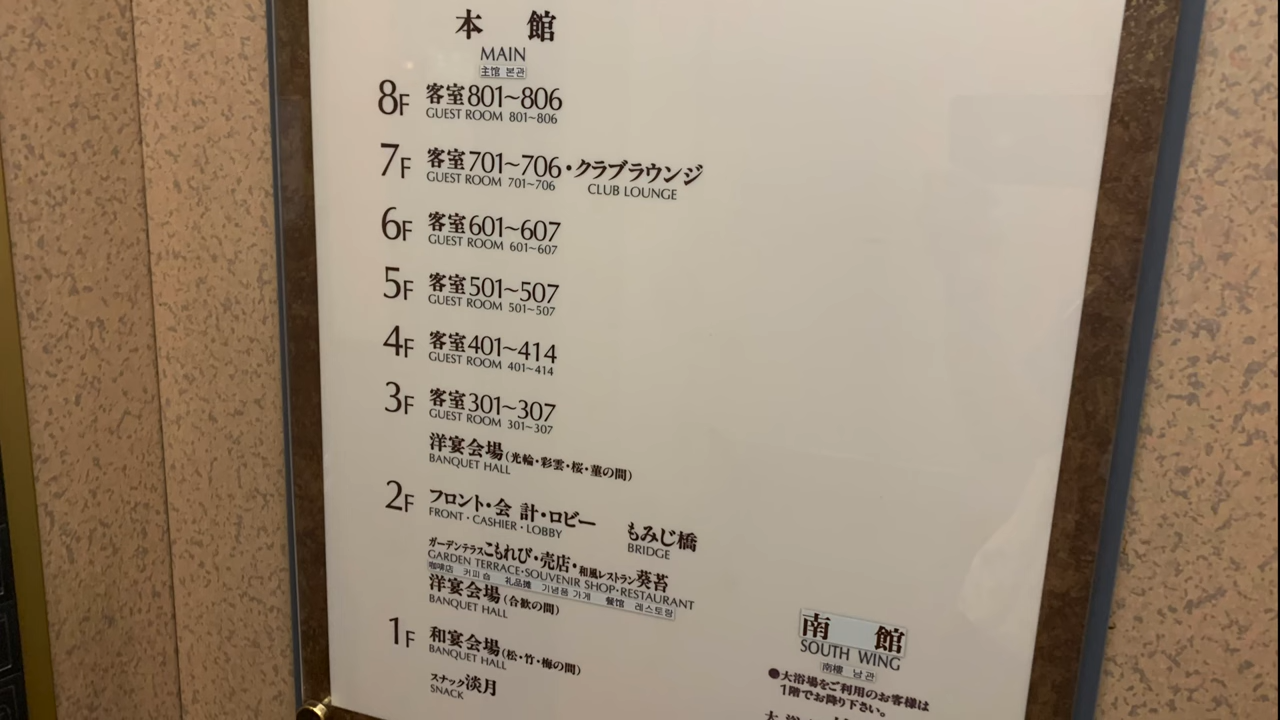 本 館
MAIN
主馆 본관
8F 客室801~806
GUEST ROOM 801~806
7F 客室701~706・クラブラウンジ
GUEST ROOM 701~706 CLUB LOUNGE
6F 客室601~607
GUEST ROOM 601~607
5F 客室501~507
GUEST ROOM 501~507
4F 客室401~414
GUEST ROOM 401~414
3F 客室301~307
GUEST ROOM 301~307
洋宴会場(光輪・彩雲・桜・菫の間)
BANQUET HALL
2F フロント・会 計・ロビー もみじ橋
FRONT・CASHIER・LOBBY BRIDGE
ガーデンテラスこもれび・売店・和風レストラン葵苔
GARDEN TERRACE・SOUVENIR SHOP・RESTAURANT
咖啡店 커피숍 礼品摊 기념품 가게 餐馆 레스토랑
洋宴会場(合歓の間)
BANQUET HALL
1F 和宴会場(松・竹・梅の間)
BANQUET HALL
スナック淡月
SNACK
南 館
SOUTH WING
南樓 남관
●大浴場をご利用のお客様は
1階でお降り下さい。